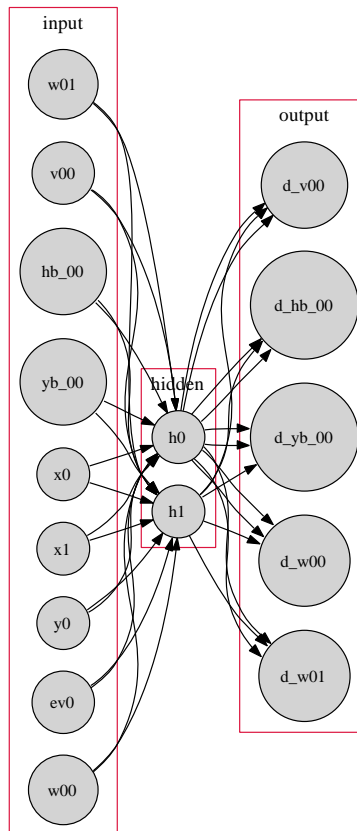 input
w01
v00
hb_00
yb_00
x0
x1
y0
ev0
w00
hidden
h0
h1
output
d_v00
d_hb_00
d_yb_00
d_w00
d_w01